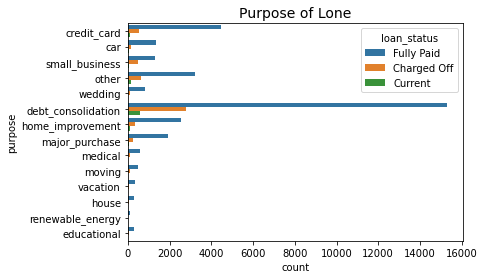 Purpose of Lone
credit_card
car
small_business
other
wedding
debt_consolidation
home_improvement
major_purchase
medical
moving
vacation
house
renewable_energy
educational
purpose
loan_status
Fully Paid
Charged Off
Current
0 2000 4000 6000 8000 10000 12000 14000 16000
count